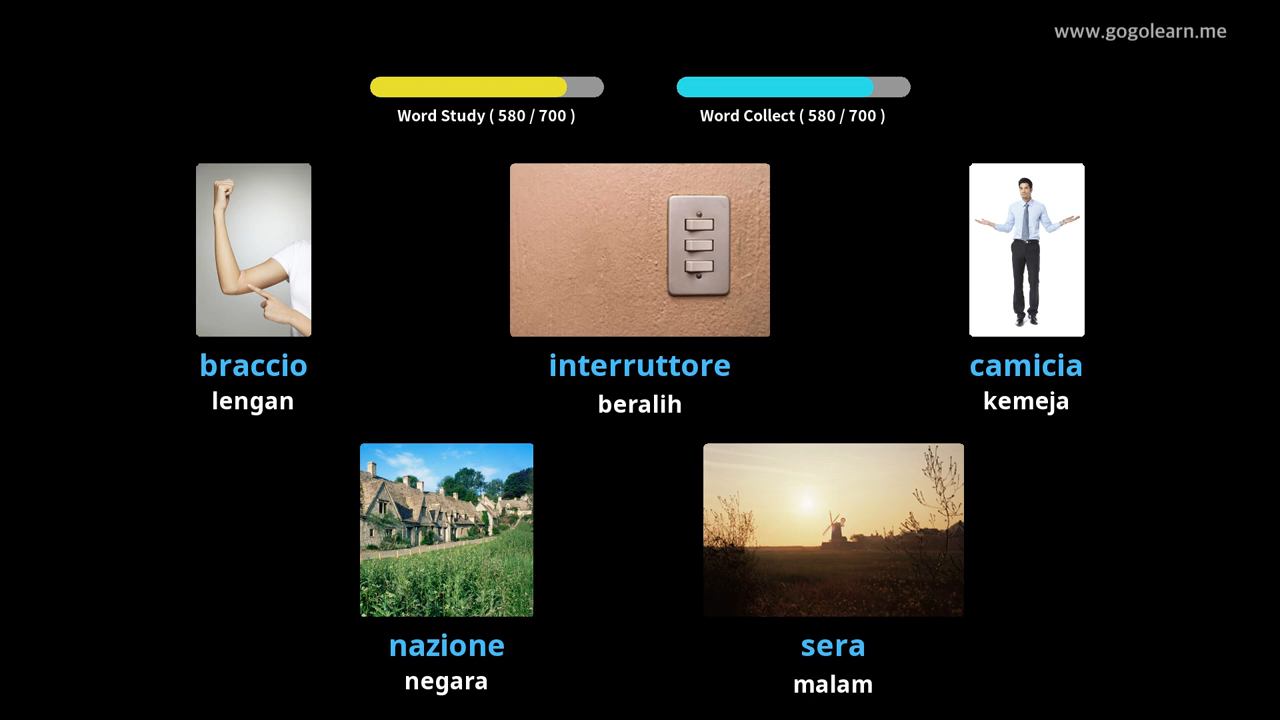 www.gogolearn.me
Word Study ( 580 / 700 )
Word Collect ( 580 / 700 )
braccio
lengan
interruttore
beralih
camicia
kemeja
nazione
negara
sera
malam